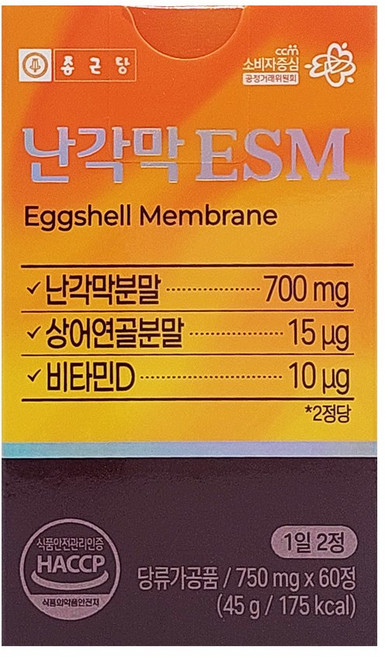 종근당
ccm
소비자중심
공정거래위원회
난각막 ESM
Eggshell Membrane
✓ 난각막분말 700 mg
✓ 상어연골분말 15 µg
✓ 비타민D 10 µg
*2정당
식품안전관리인증
HACCP
식품의약품안전처
1일 2정
당류가공품 / 750 mg x 60정
(45 g / 175 kcal)